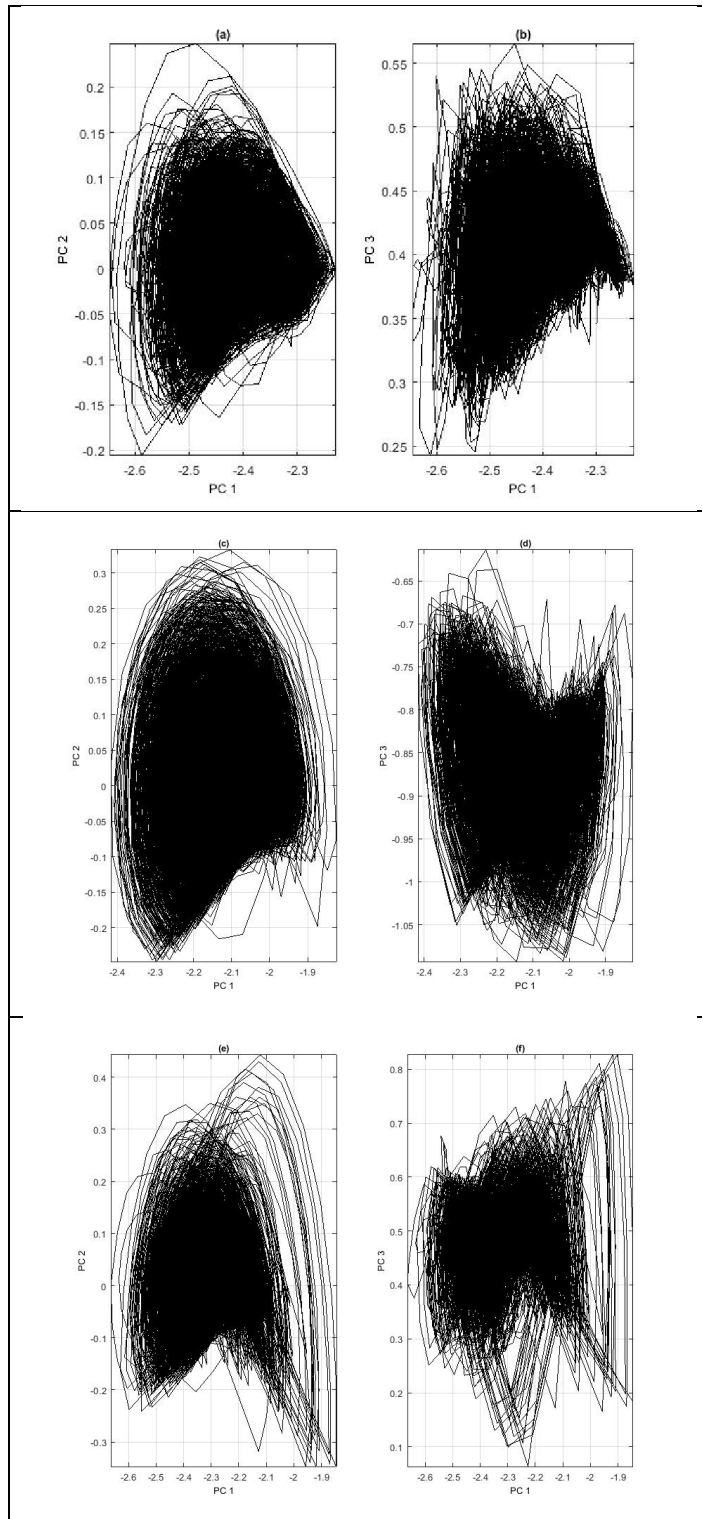 (a)
0.2
0.15
0.1
0.05
0
-0.05
-0.1
-0.15
-0.2
PC 2
-2.6 -2.5 -2.4 -2.3
PC 1
(b)
0.55
0.5
0.45
0.4
0.35
0.3
0.25
PC 3
-2.6 -2.5 -2.4 -2.3
PC 1
(c)
0.3
0.25
0.2
0.15
0.1
0.05
0
-0.05
-0.1
-0.15
-0.2
PC 2
-2.4 -2.3 -2.2 -2.1 -2 -1.9
PC 1
(d)
-0.65
-0.7
-0.75
-0.8
-0.85
-0.9
-0.95
-1
-1.05
PC 3
-2.4 -2.3 -2.2 -2.1 -2 -1.9
PC 1
(e)
0.4
0.3
0.2
0.1
0
-0.1
-0.2
-0.3
PC 2
-2.6 -2.5 -2.4 -2.3 -2.2 -2.1 -2 -1.9
PC 1
(f)
0.8
0.7
0.6
0.5
0.4
0.3
0.2
0.1
PC 3
-2.6 -2.5 -2.4 -2.3 -2.2 -2.1 -2 -1.9
PC 1